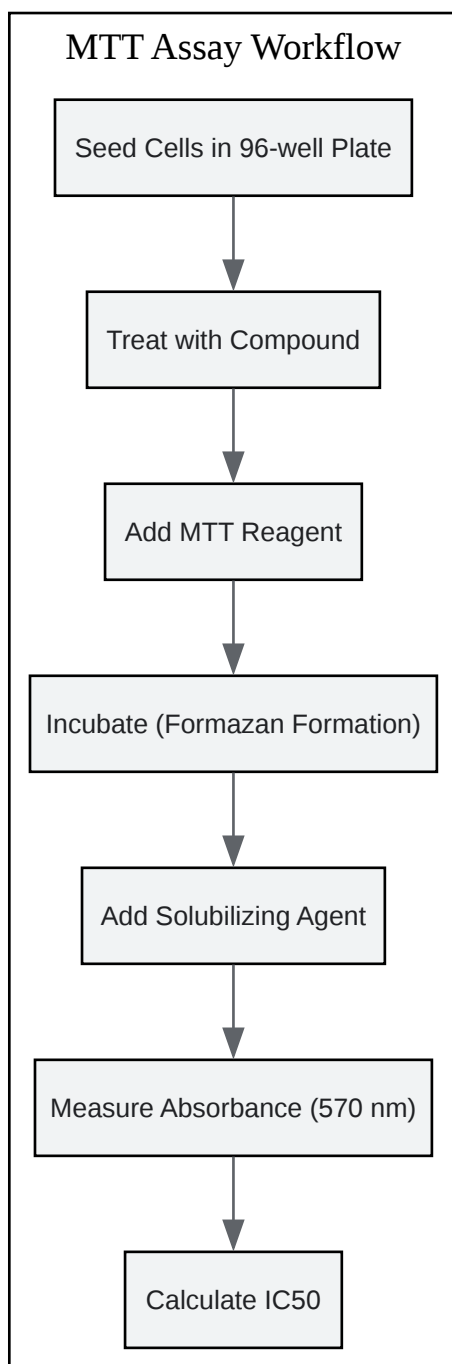 MTT Assay Workflow
Seed Cells in 96-well Plate
Treat with Compound
Add MTT Reagent
Incubate (Formazan Formation)
Add Solubilizing Agent
Measure Absorbance (570 nm)
Calculate IC50